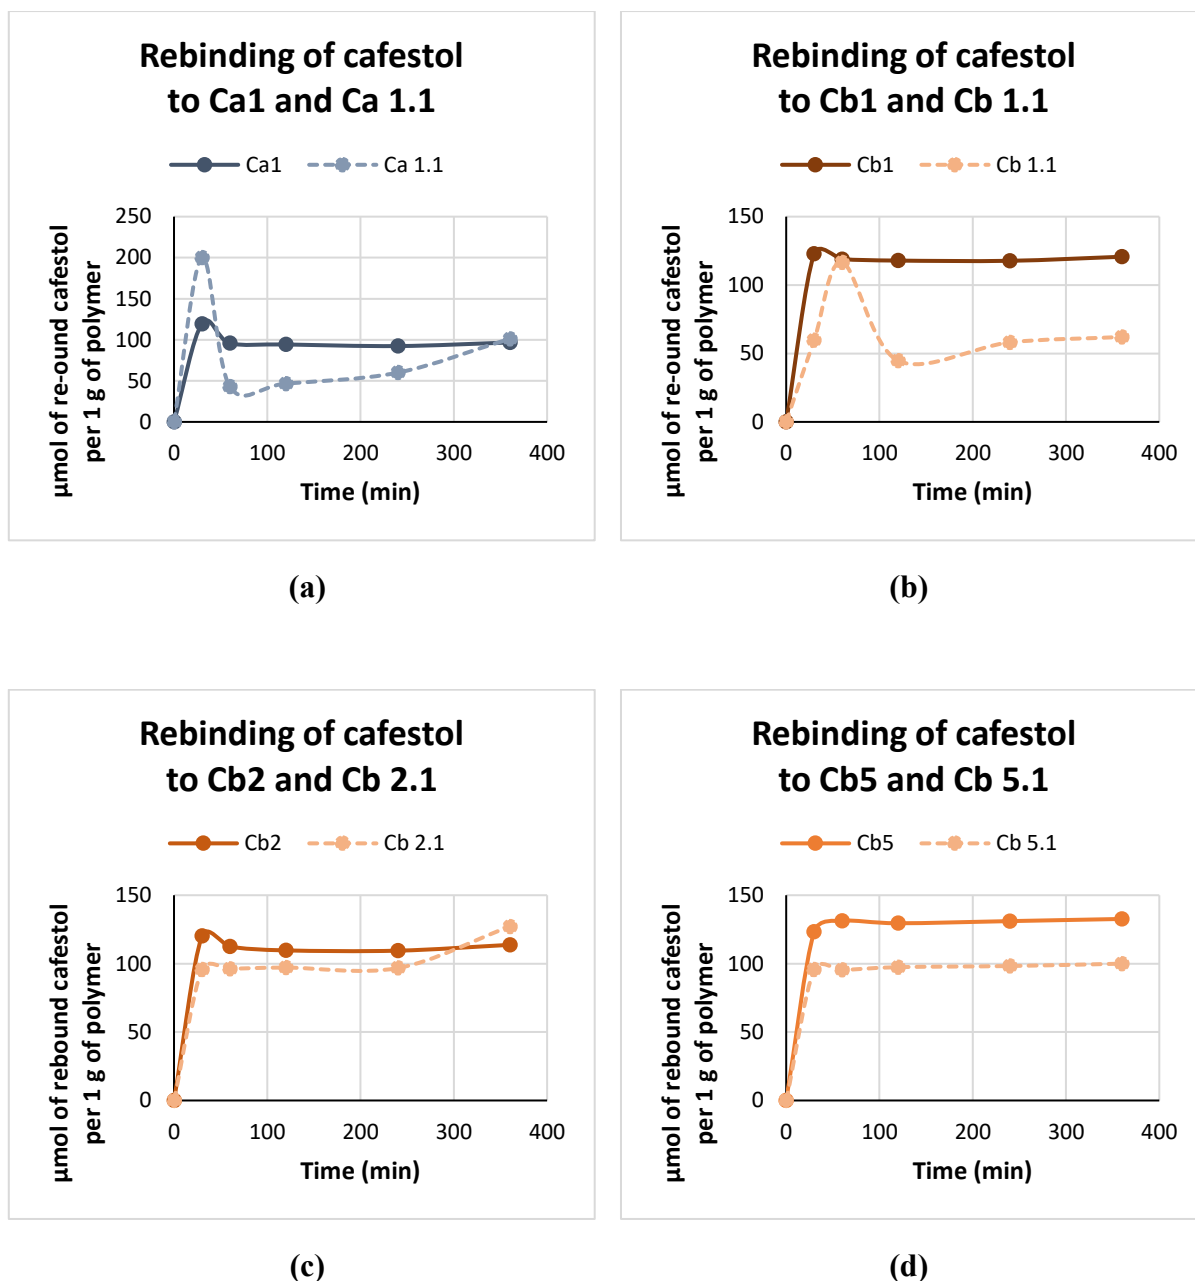 Rebinding of cafestol
to Ca1 and Ca 1.1
Ca1 Ca 1.1
250
200
150
100
50
0
0 100 200 300 400
µmol of re-ound cafestol
per 1 g of polymer
Time (min)
(a)
Rebinding of cafestol
to Cb1 and Cb 1.1
Cb1 Cb 1.1
150
100
50
0
0 100 200 300 400
µmol of re-ound cafestol
per 1 g of polymer
Time (min)
(b)
Rebinding of cafestol
to Cb2 and Cb 2.1
Cb2 Cb 2.1
150
100
50
0
0 100 200 300 400
µmol of rebound cafestol
per 1 g of polymer
Time (min)
(c)
Rebinding of cafestol
to Cb5 and Cb 5.1
Cb5 Cb 5.1
150
100
50
0
0 100 200 300 400
µmol of rebound cafestol
per 1 g of polymer
Time (min)
(d)